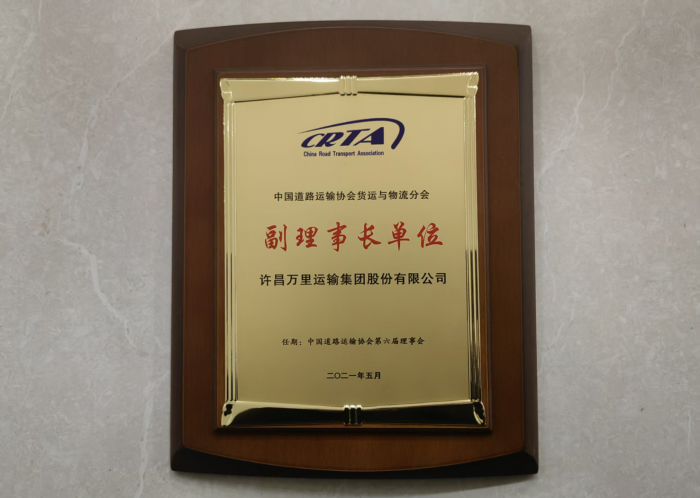 CRTA
China Road Transport Association
中国道路运输协会货运与物流分会
副理事长单位
许昌万里运输集团股份有限公司
任期：中国道路运输协会第六届理事会
二〇二一年五月